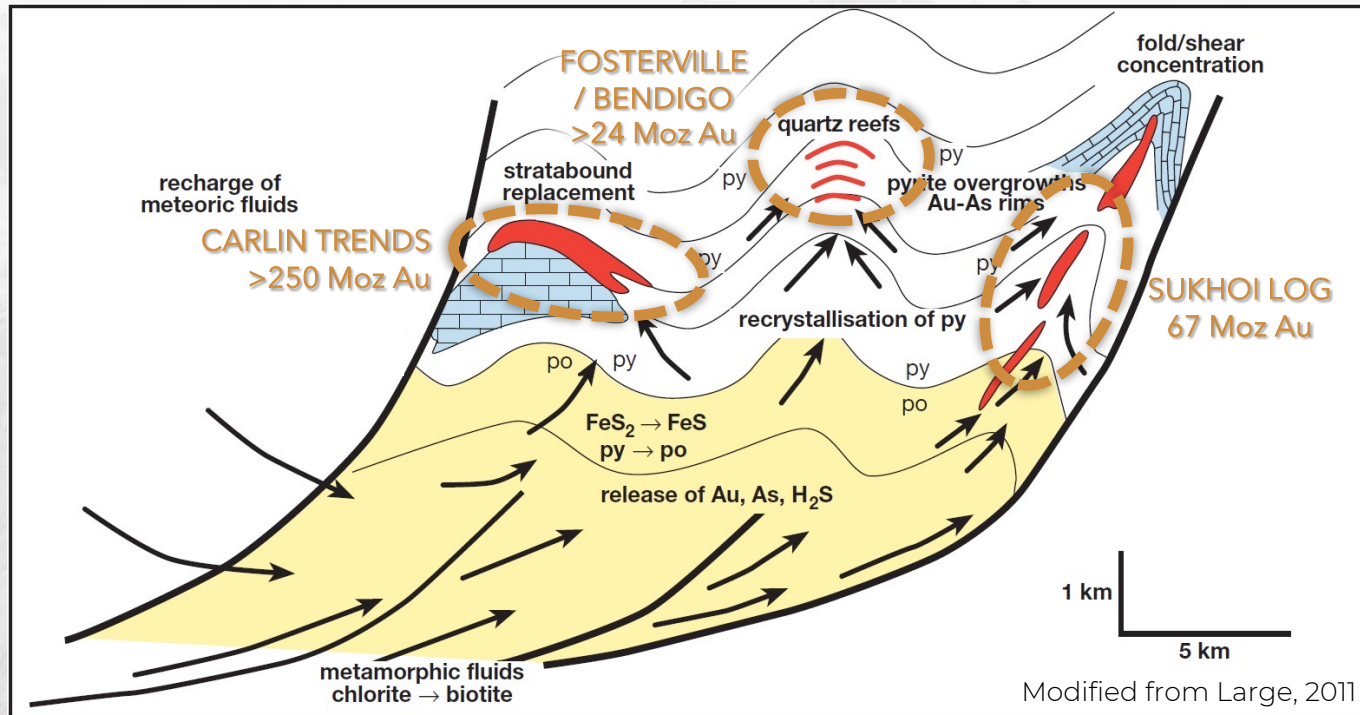 fold/shear
concentration
FOSTERVILLE
/ BENDIGO
>24 Moz Au
quartz reefs
py
py
stratabound
replacement
py
pyrite overgrowths
Au-As rims
recharge of
meteoric fluids
CARLIN TRENDS
>250 Moz Au
py
py
SUKHOI LOG
67 Moz Au
recrystallisation of py
po
py
py
po
FeS₂ → FeS
py → po
release of Au, As, H₂S
1 km
5 km
metamorphic fluids
chlorite → biotite
Modified from Large, 2011